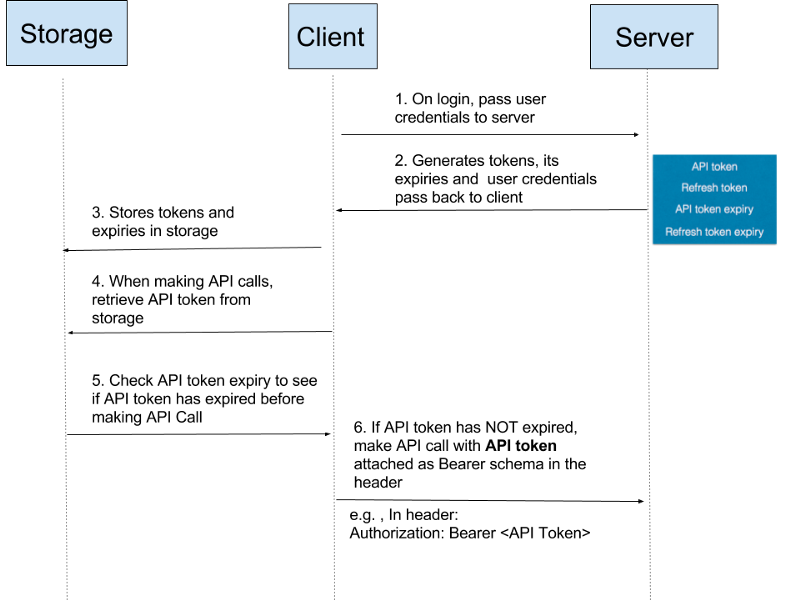 Storage
Client
Server
1. On login, pass user
credentials to server
2. Generates tokens, its
expiries and  user credentials
pass back to client
API token
Refresh token
API token expiry
Refresh token expiry
3. Stores tokens and
expiries in storage
4. When making API calls,
retrieve API token from
storage
5. Check API token expiry to see
if API token has expired before
making API Call
6. If API token has NOT expired,
make API call with API token
attached as Bearer schema in the
header
e.g. , In header:
Authorization: Bearer <API Token>